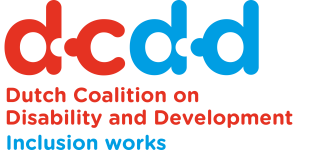 dcdd
Dutch Coalition on
Disability and Development
Inclusion works